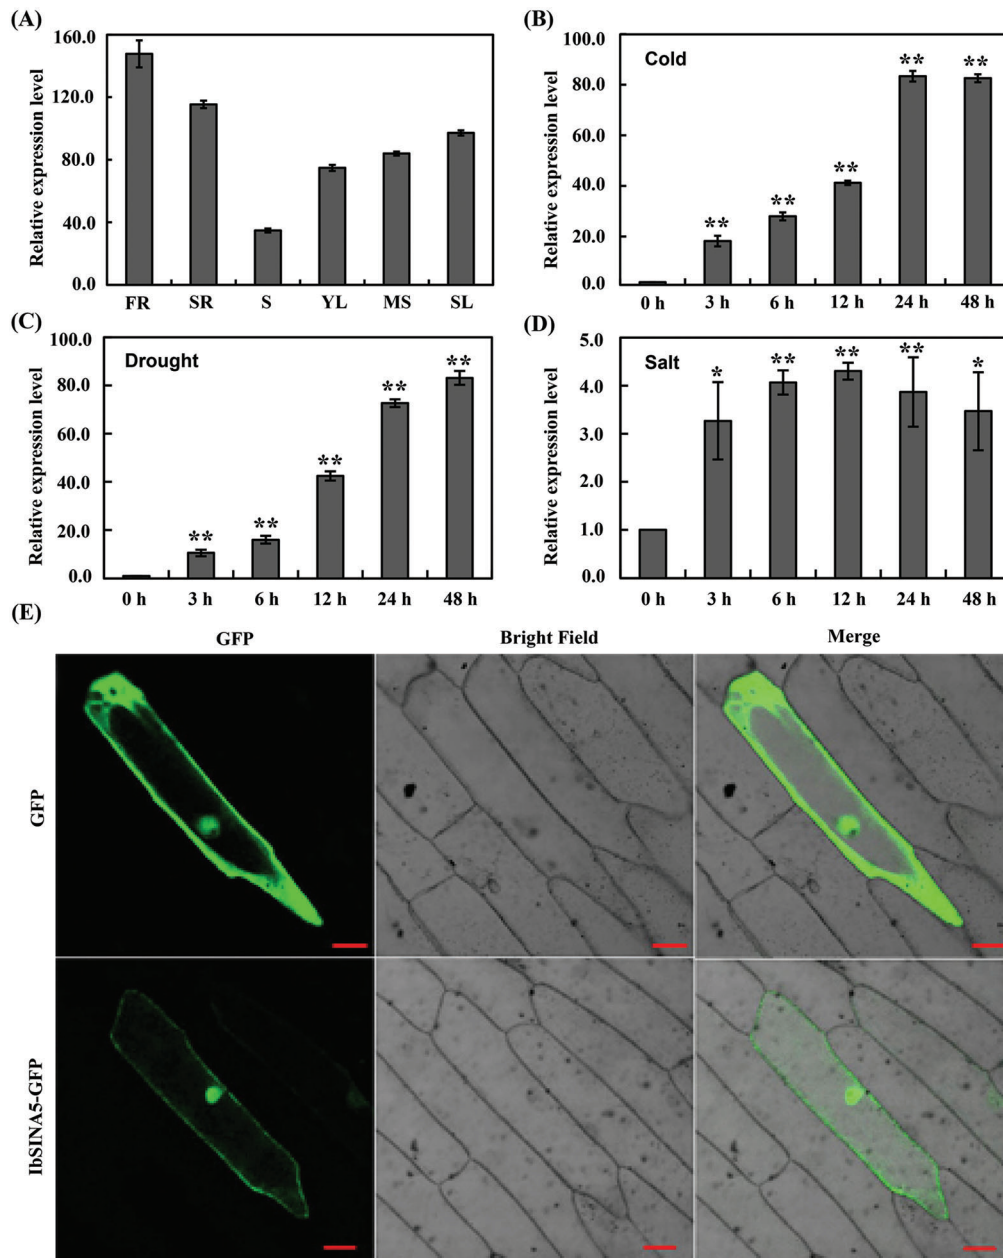 (A)
Relative expression level
160.0
120.0
80.0
40.0
0.0
FR SR S YL MS SL
(B)
Relative expression level
100.0
80.0
60.0
40.0
20.0
0.0
Cold
** ** ** ** **
0 h 3 h 6 h 12 h 24 h 48 h
(C)
Relative expression level
100.0
80.0
60.0
40.0
20.0
0.0
Drought
** ** ** ** **
0 h 3 h 6 h 12 h 24 h 48 h
(D)
Relative expression level
5.0
4.0
3.0
2.0
1.0
0.0
Salt
* ** ** ** *
0 h 3 h 6 h 12 h 24 h 48 h
(E)
GFP Bright Field Merge
GFP
IbSINA5-GFP